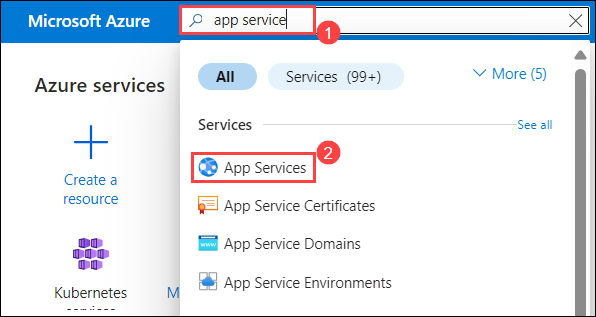 Microsoft Azure
app service
1
All
Services (99+)
More (5)
Azure services
Services
See all
2
App Services
Create a
resource
App Service Certificates
App Service Domains
App Service Environments
Kubernetes
M
services